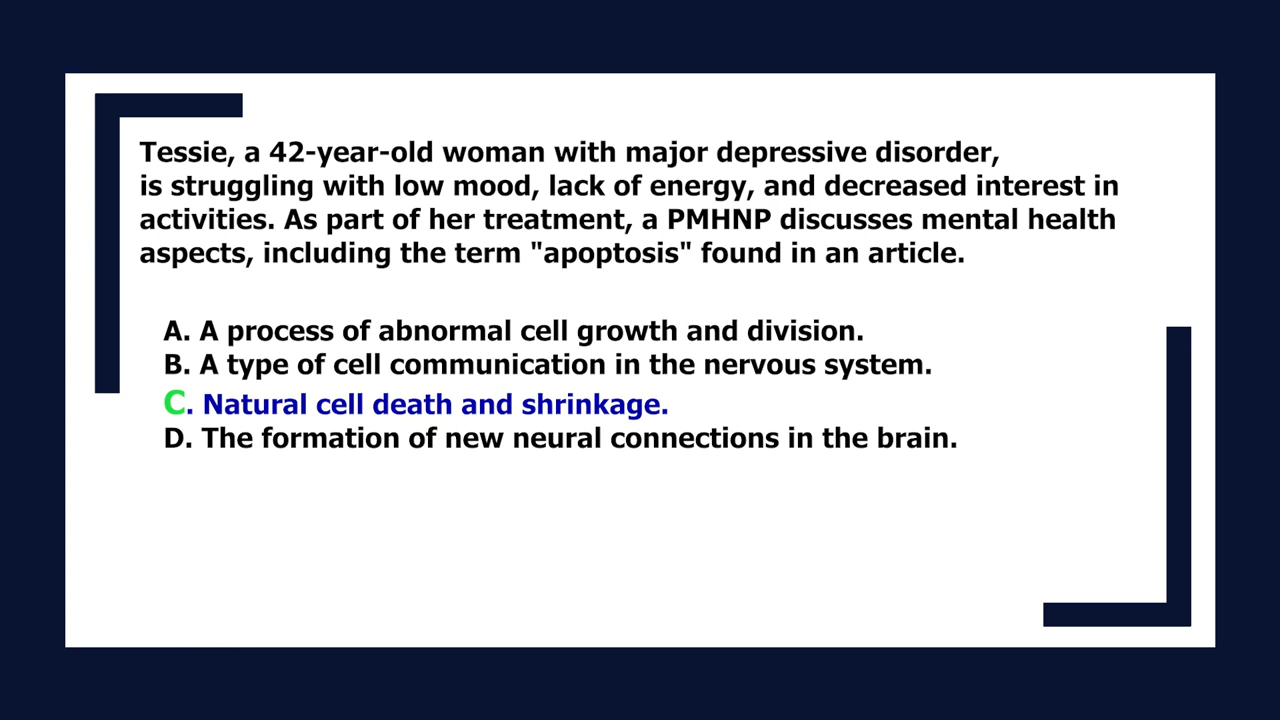 Tessie, a 42-year-old woman with major depressive disorder,
is struggling with low mood, lack of energy, and decreased interest in
activities. As part of her treatment, a PMHNP discusses mental health
aspects, including the term "apoptosis" found in an article.
A. A process of abnormal cell growth and division.
B. A type of cell communication in the nervous system.
C. Natural cell death and shrinkage.
D. The formation of new neural connections in the brain.